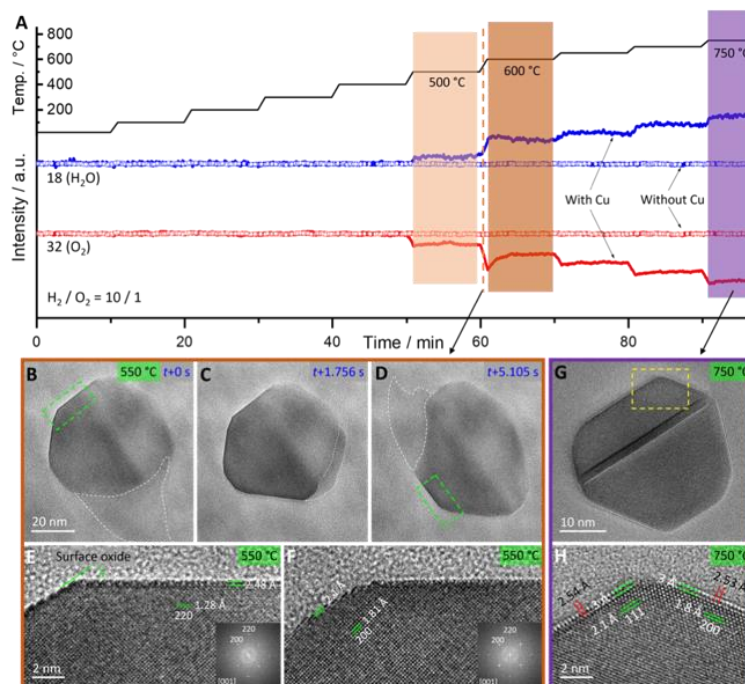 A
Temp. / °C
800
600
400
200
500 °C
600 °C
750 °C
Intensity / a.u.
18 (H₂O)
With Cu
Without Cu
32 (O₂)
H₂ / O₂ = 10 / 1
0
20
40
60
80
Time / min
B
550 °C
t+0 s
20 nm
C
t+1.756 s
D
t+5.105 s
G
750 °C
10 nm
E
550 °C
Surface oxide
2.48 Å
1.28 Å
220
2 nm
220
200
[001]
F
550 °C
1.81 Å
200
220
200
[001]
H
750 °C
2.54 Å
2.53 Å
2.1 Å
111
1.8 Å
200
2 nm